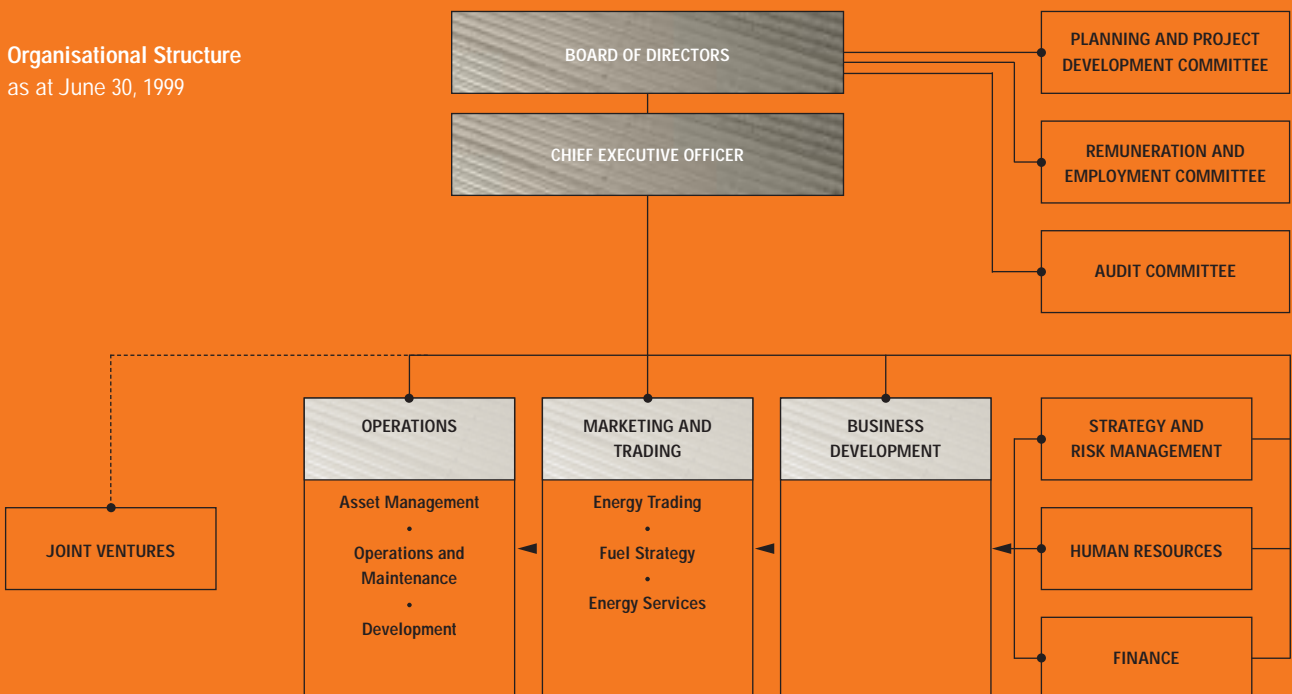 Organisational Structure
as at June 30, 1999
BOARD OF DIRECTORS
CHIEF EXECUTIVE OFFICER
PLANNING AND PROJECT
DEVELOPMENT COMMITTEE
REMUNERATION AND
EMPLOYMENT COMMITTEE
AUDIT COMMITTEE
JOINT VENTURES
OPERATIONS
Asset Management
•
Operations and
Maintenance
•
Development
MARKETING AND
TRADING
Energy Trading
•
Fuel Strategy
•
Energy Services
BUSINESS
DEVELOPMENT
STRATEGY AND
RISK MANAGEMENT
HUMAN RESOURCES
FINANCE